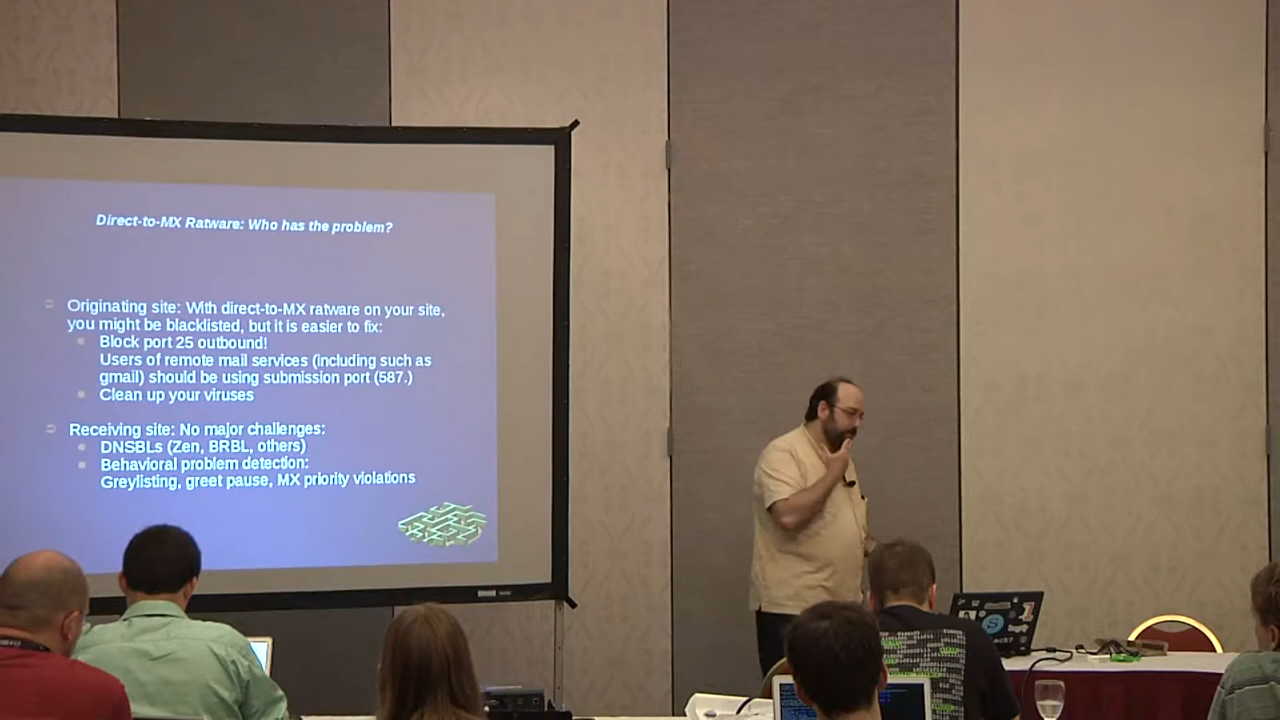 Direct-to-MX Ratware: Who has the problem?
Originating site: With direct-to-MX ratware on your site,
you might be blacklisted, but it is easier to fix:
Block port 25 outbound!
Users of remote mail services (including such as
gmail) should be using submission port (587.)
Clean up your viruses
Receiving site: No major challenges:
DNSBLs (Zen, BRBL, others)
Behavioral problem detection:
Greylisting, greet pause, MX priority violations